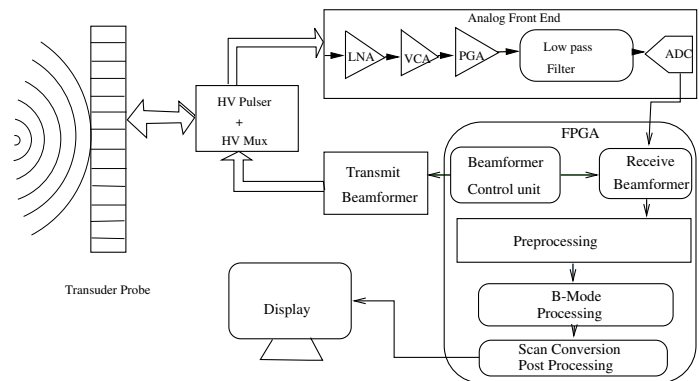 Analog Front End
LNA
VCA
PGA
Low pass
Filter
ADC
HV Pulser
+
HV Mux
FPGA
Transmit
Beamformer
Beamformer
Control unit
Receive
Beamformer
Preprocessing
Transuder Probe
Display
B-Mode
Processing
Scan Conversion
Post Processing